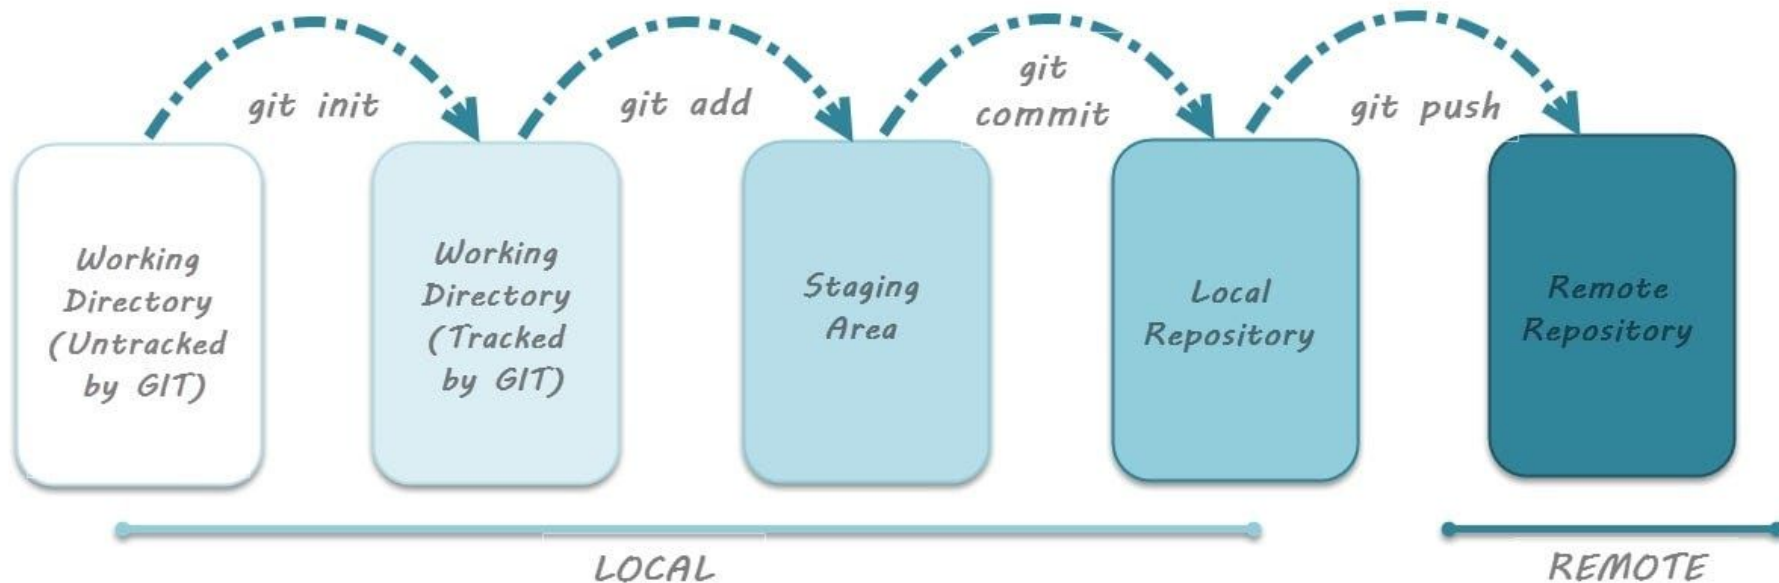 git init
git add
git
commit
git push
Working
Directory
(Untracked
by GIT)
Working
Directory
(Tracked
by GIT)
Staging
Area
Local
Repository
Remote
Repository
LOCAL
REMOTE